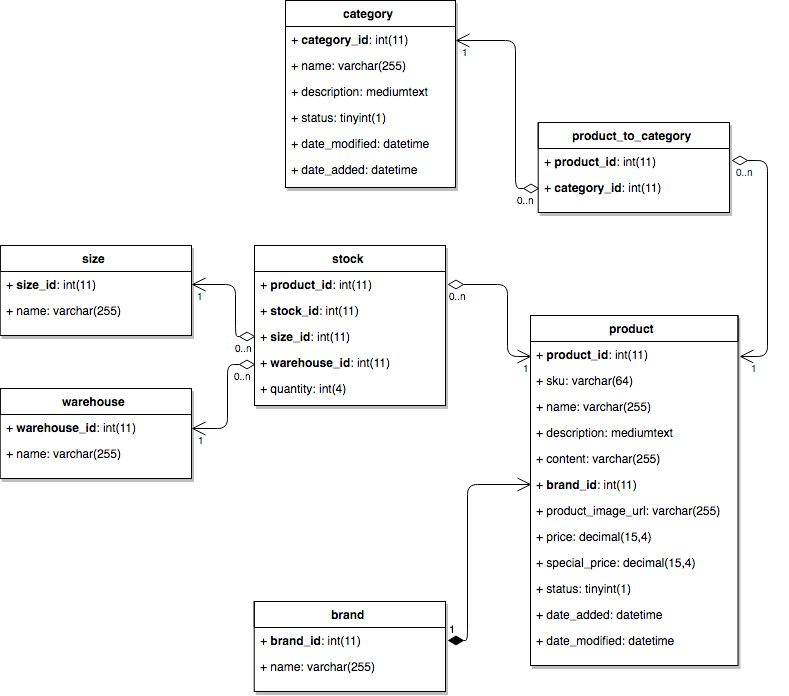 category
+ category_id: int(11)
+ name: varchar(255)
+ description: mediumtext
+ status: tinyint(1)
+ date_modified: datetime
+ date_added: datetime
1
product_to_category
+ product_id: int(11)
+ category_id: int(11)
0..n
0..n
size
+ size_id: int(11)
+ name: varchar(255)
1
stock
+ product_id: int(11)
+ stock_id: int(11)
+ size_id: int(11)
+ warehouse_id: int(11)
+ quantity: int(4)
0..n
0..n
0..n
warehouse
+ warehouse_id: int(11)
+ name: varchar(255)
1
product
+ product_id: int(11)
+ sku: varchar(64)
+ name: varchar(255)
+ description: mediumtext
+ content: varchar(255)
+ brand_id: int(11)
+ product_image_url: varchar(255)
+ price: decimal(15,4)
+ special_price: decimal(15,4)
+ status: tinyint(1)
+ date_added: datetime
+ date_modified: datetime
1
1
brand
+ brand_id: int(11)
+ name: varchar(255)
1